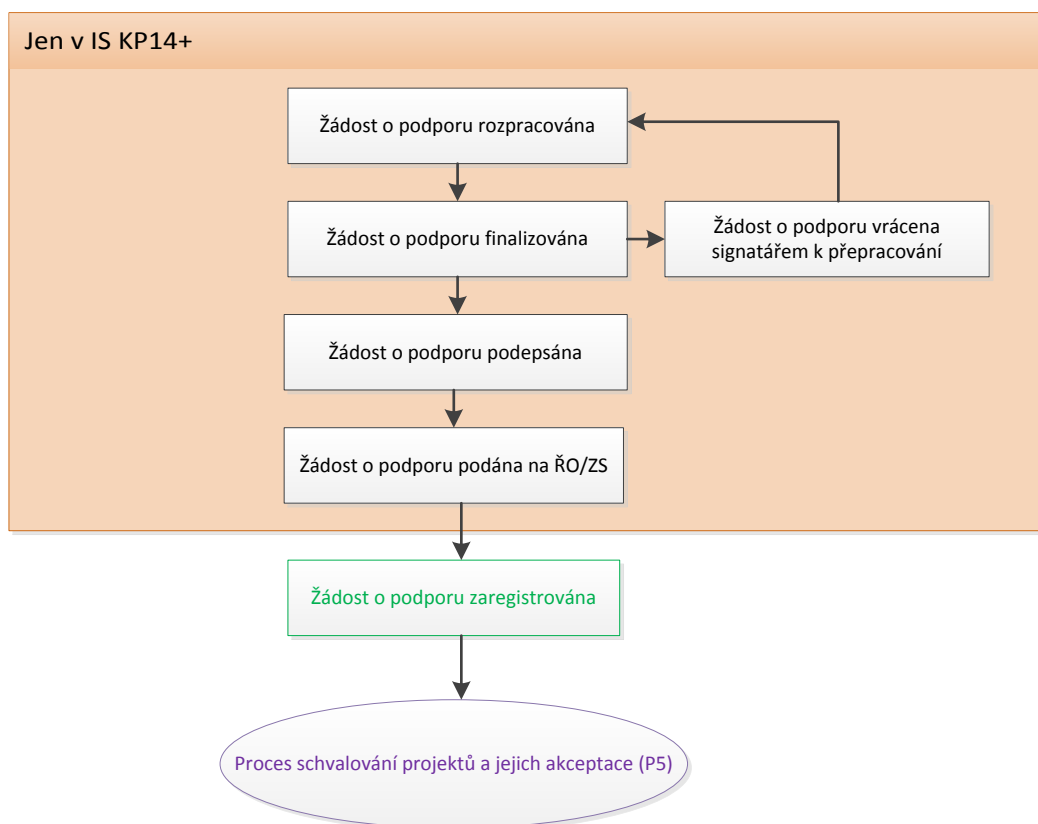 Jen v IS KP14+
Žádost o podporu rozpracována
Žádost o podporu finalizována
Žádost o podporu vrácena
signatářem k přepracování
Žádost o podporu podepsána
Žádost o podporu podána na ŘO/ZS
Žádost o podporu zaregistrována
Proces schvalování projektů a jejich akceptace (P5)